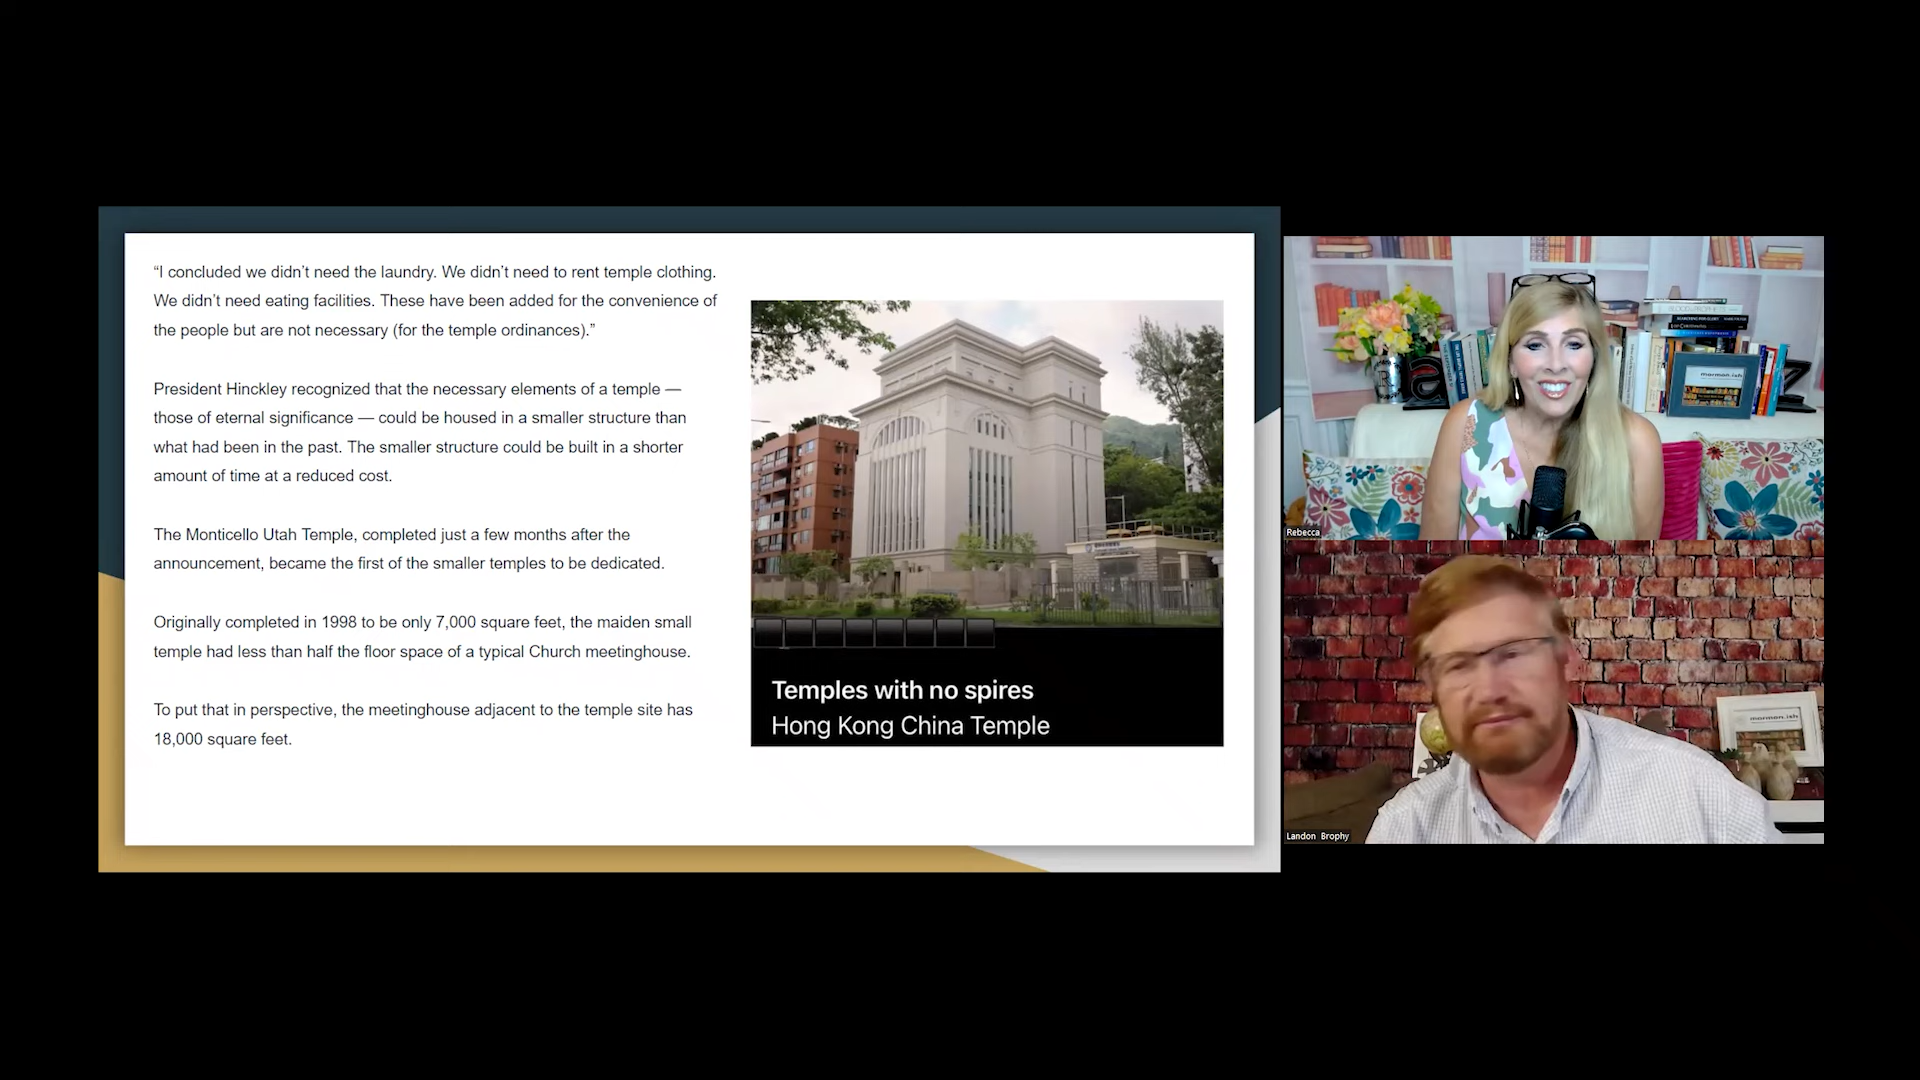 “I concluded we didn’t need the laundry. We didn’t need to rent temple clothing.
We didn’t need eating facilities. These have been added for the convenience of
the people but are not necessary (for the temple ordinances).”
President Hinckley recognized that the necessary elements of a temple —
those of eternal significance — could be housed in a smaller structure than
what had been in the past. The smaller structure could be built in a shorter
amount of time at a reduced cost.
The Monticello Utah Temple, completed just a few months after the
announcement, became the first of the smaller temples to be dedicated.
Originally completed in 1998 to be only 7,000 square feet, the maiden small
temple had less than half the floor space of a typical Church meetinghouse.
To put that in perspective, the meetinghouse adjacent to the temple site has
18,000 square feet.
Temples with no spires
Hong Kong China Temple
mormon.ish
Rebecca
mormon.ish
Landon Brophy